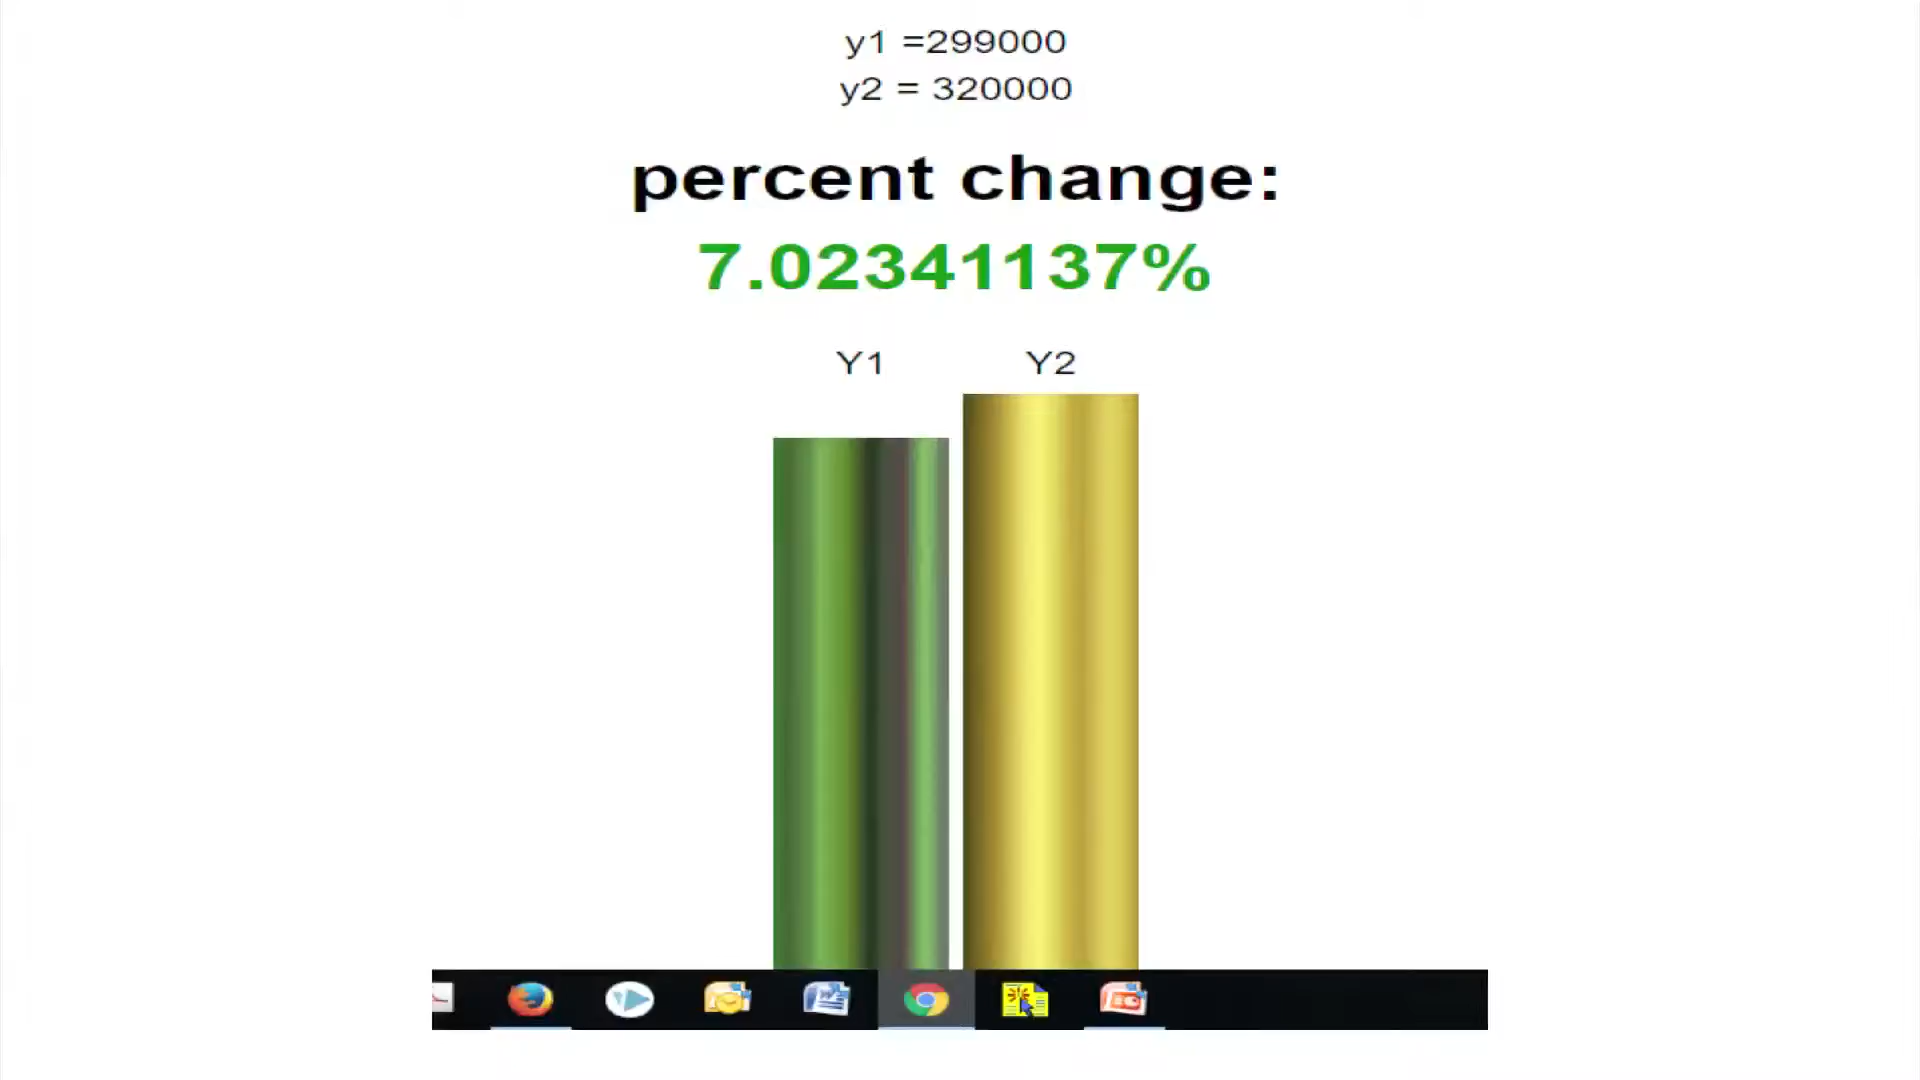 y1 =299000
y2 = 320000
percent change:
7.02341137%
Y1 Y2